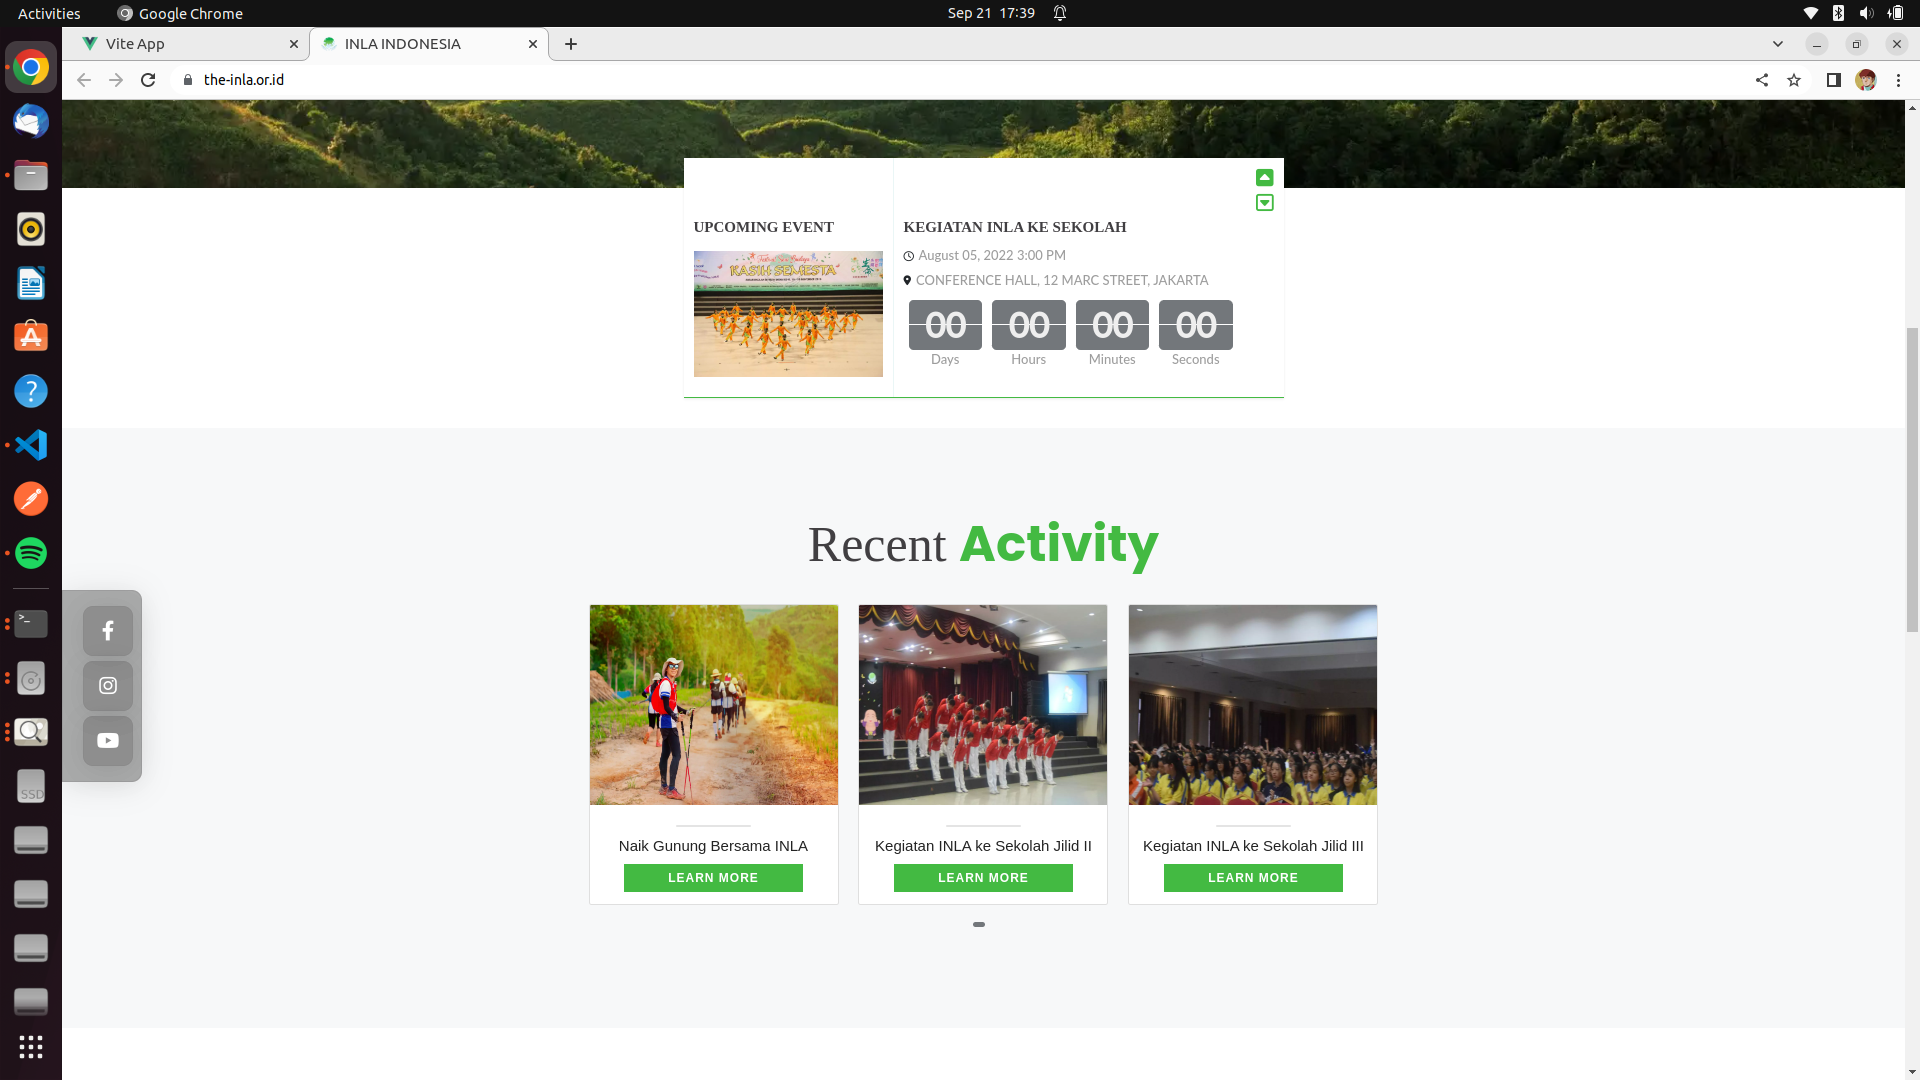 Activities
Google Chrome
Sep 21 17:39
Vite App
INLA INDONESIA
the-inla.or.id
UPCOMING EVENT
KASIH SEMESTA
KEGIATAN INLA KE SEKOLAH
August 05, 2022 3:00 PM
CONFERENCE HALL, 12 MARC STREET, JAKARTA
00 00 00 00
Days Hours Minutes Seconds
Recent Activity
Naik Gunung Bersama INLA
LEARN MORE
Kegiatan INLA ke Sekolah Jilid II
LEARN MORE
Kegiatan INLA ke Sekolah Jilid III
LEARN MORE
>_
SSD